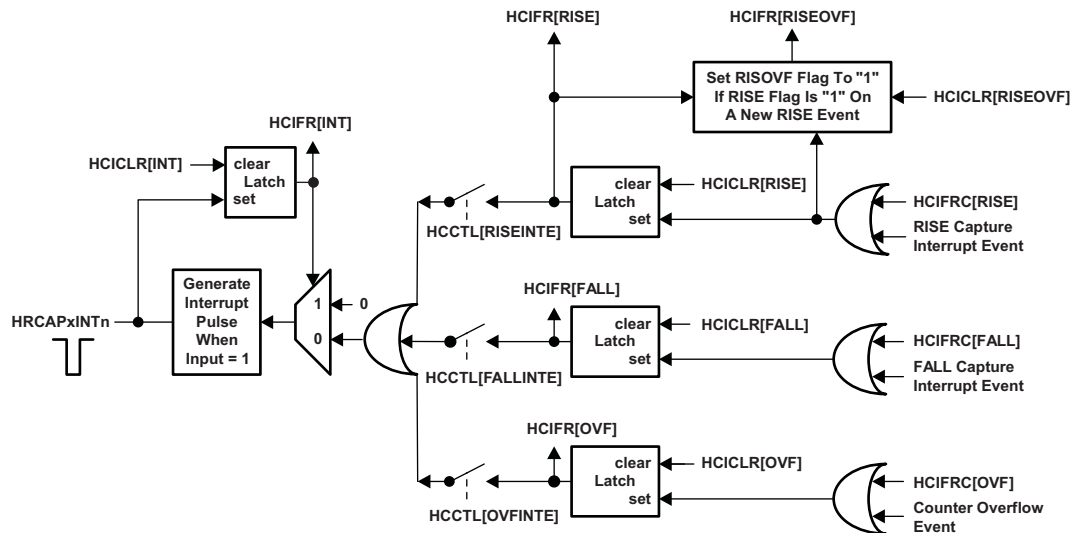 HCIFR[RISE]
HCIFR[RISEOVF]
Set RISOVF Flag To "1"
If RISE Flag Is "1" On
A New RISE Event
HCICLR[RISEOVF]
HCIFR[INT]
HCICLR[INT]
clear
Latch
set
clear
Latch
set
HCICLR[RISE]
HCCTL[RISEINTE]
HCIFRC[RISE]
RISE Capture
Interrupt Event
HRCAPxINTn
Generate
Interrupt
Pulse
When
Input = 1
1
0
0
HCIFR[FALL]
clear
Latch
set
HCICLR[FALL]
HCCTL[FALLINTE]
HCIFRC[FALL]
FALL Capture
Interrupt Event
HCIFR[OVF]
clear
Latch
set
HCICLR[OVF]
HCCTL[OVFINTE]
HCIFRC[OVF]
Counter Overflow
Event